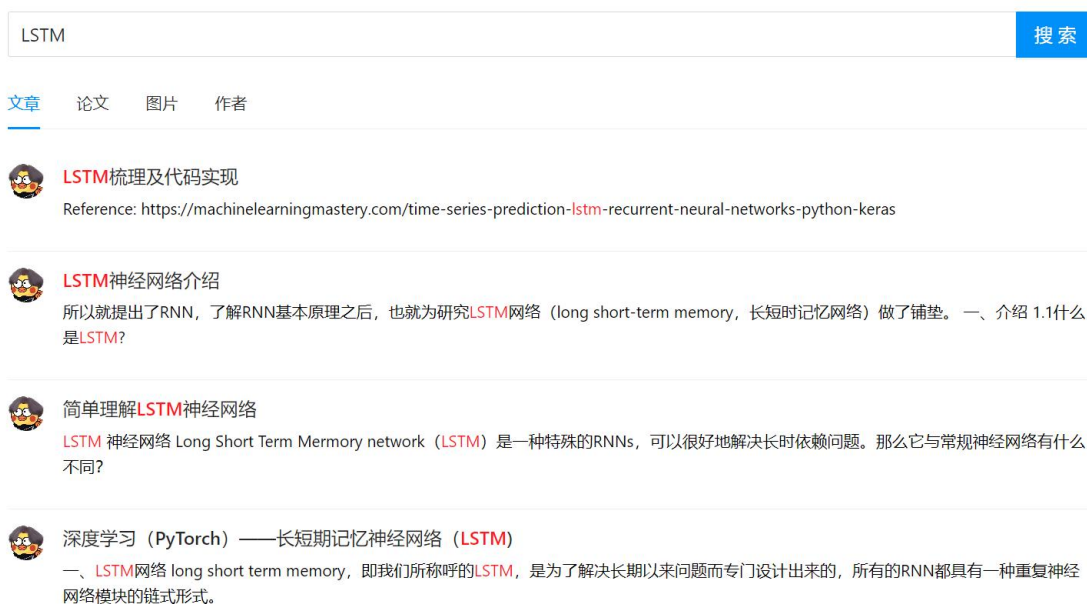 LSTM
搜 索
文章 论文 图片 作者
LSTM梳理及代码实现
Reference: https://machinelearningmastery.com/time-series-prediction-lstm-recurrent-neural-networks-python-keras
LSTM神经网络介绍
所以就提出了RNN，了解RNN基本原理之后，也就为研究LSTM网络（long short-term memory，长短时记忆网络）做了铺垫。 一、介绍 1.1什么
是LSTM?
简单理解LSTM神经网络
LSTM 神经网络 Long Short Term Mermory network（LSTM）是一种特殊的RNNs，可以很好地解决长时依赖问题。那么它与常规神经网络有什么
不同?
深度学习（PyTorch）——长短期记忆神经网络（LSTM)
一、LSTM网络 long short term memory，即我们所称呼的LSTM，是为了解决长期以来问题而专门设计出来的，所有的RNN都具有一种重复神经
网络模块的链式形式。